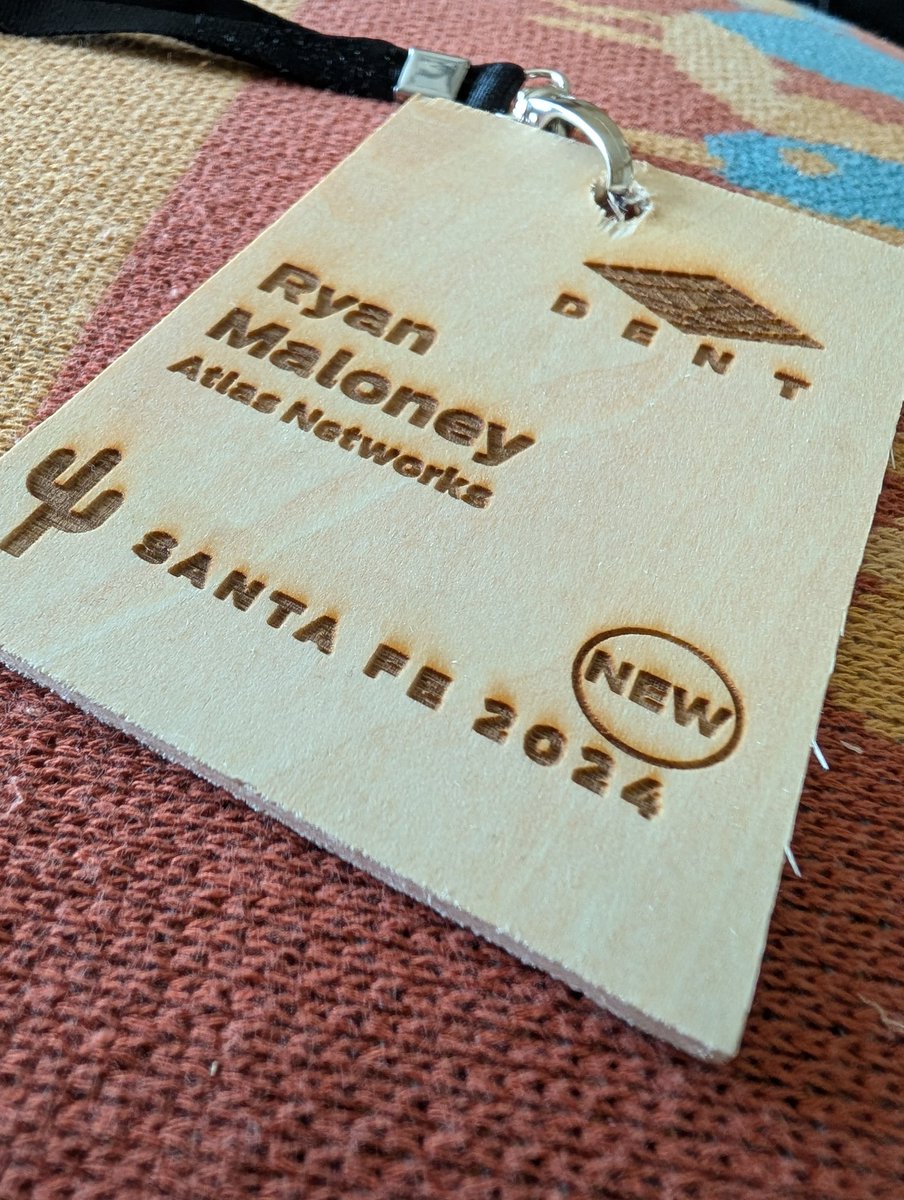 DENT
Ryan
Maloney
Atlas Networks
SANTA FE 2024
NEW